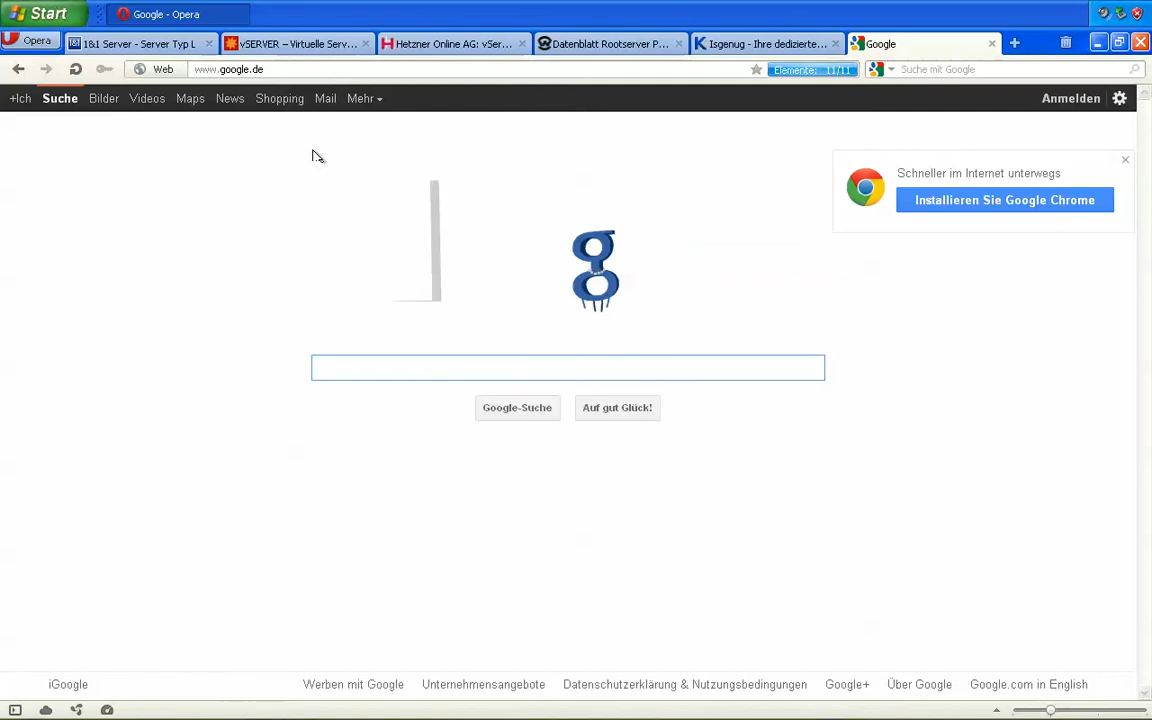 Start Google - Opera
Opera 1&1 Server - Server Typ L vSERVER – Virtuelle Serv... Hetzner Online AG: vSer... Datenblatt Rootserver P... Isgenug - Ihre dedizierte... Google
Web www.google.de Elemente: 11/11 Suche mit Google
+Ich Suche Bilder Videos Maps News Shopping Mail Mehr Anmelden
Schneller im Internet unterwegs
Installieren Sie Google Chrome
g
Google-Suche Auf gut Glück!
iGoogle Werben mit Google Unternehmensangebote Datenschutzerklärung & Nutzungsbedingungen Google+ Über Google Google.com in English